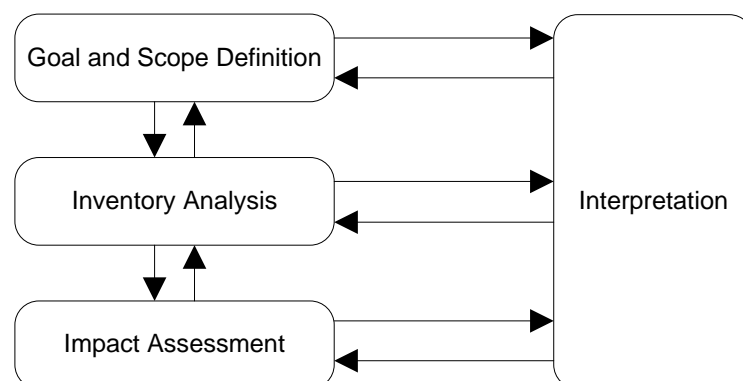 Goal and Scope Definition
Inventory Analysis
Interpretation
Impact Assessment